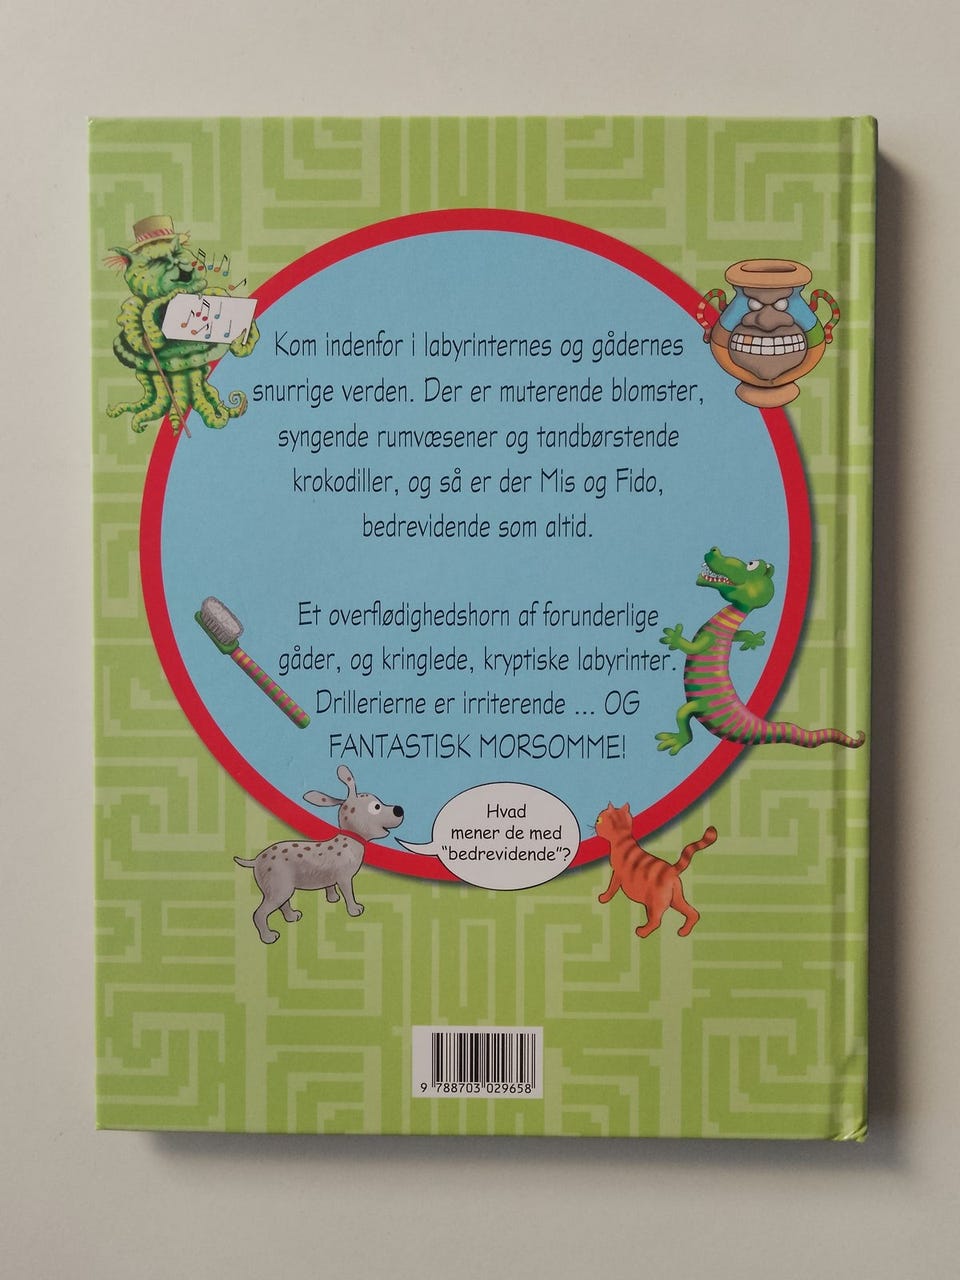 Kom indenfor i labyrinternes og gådernes
snurrige verden. Der er muterende blomster,
syngende rumvæsener og tandbørstende
krokodiller, og så er der Mis og Fido,
bedrevidende som altid.
Et overflødighedshorn af forunderlige
gåder, og kringlede, kryptiske labyrinter.
Drillerierne er irriterende ... OG
FANTASTISK MORSOMME!
Hvad
mener de med
"bedrevidende"?
9 788703 029658